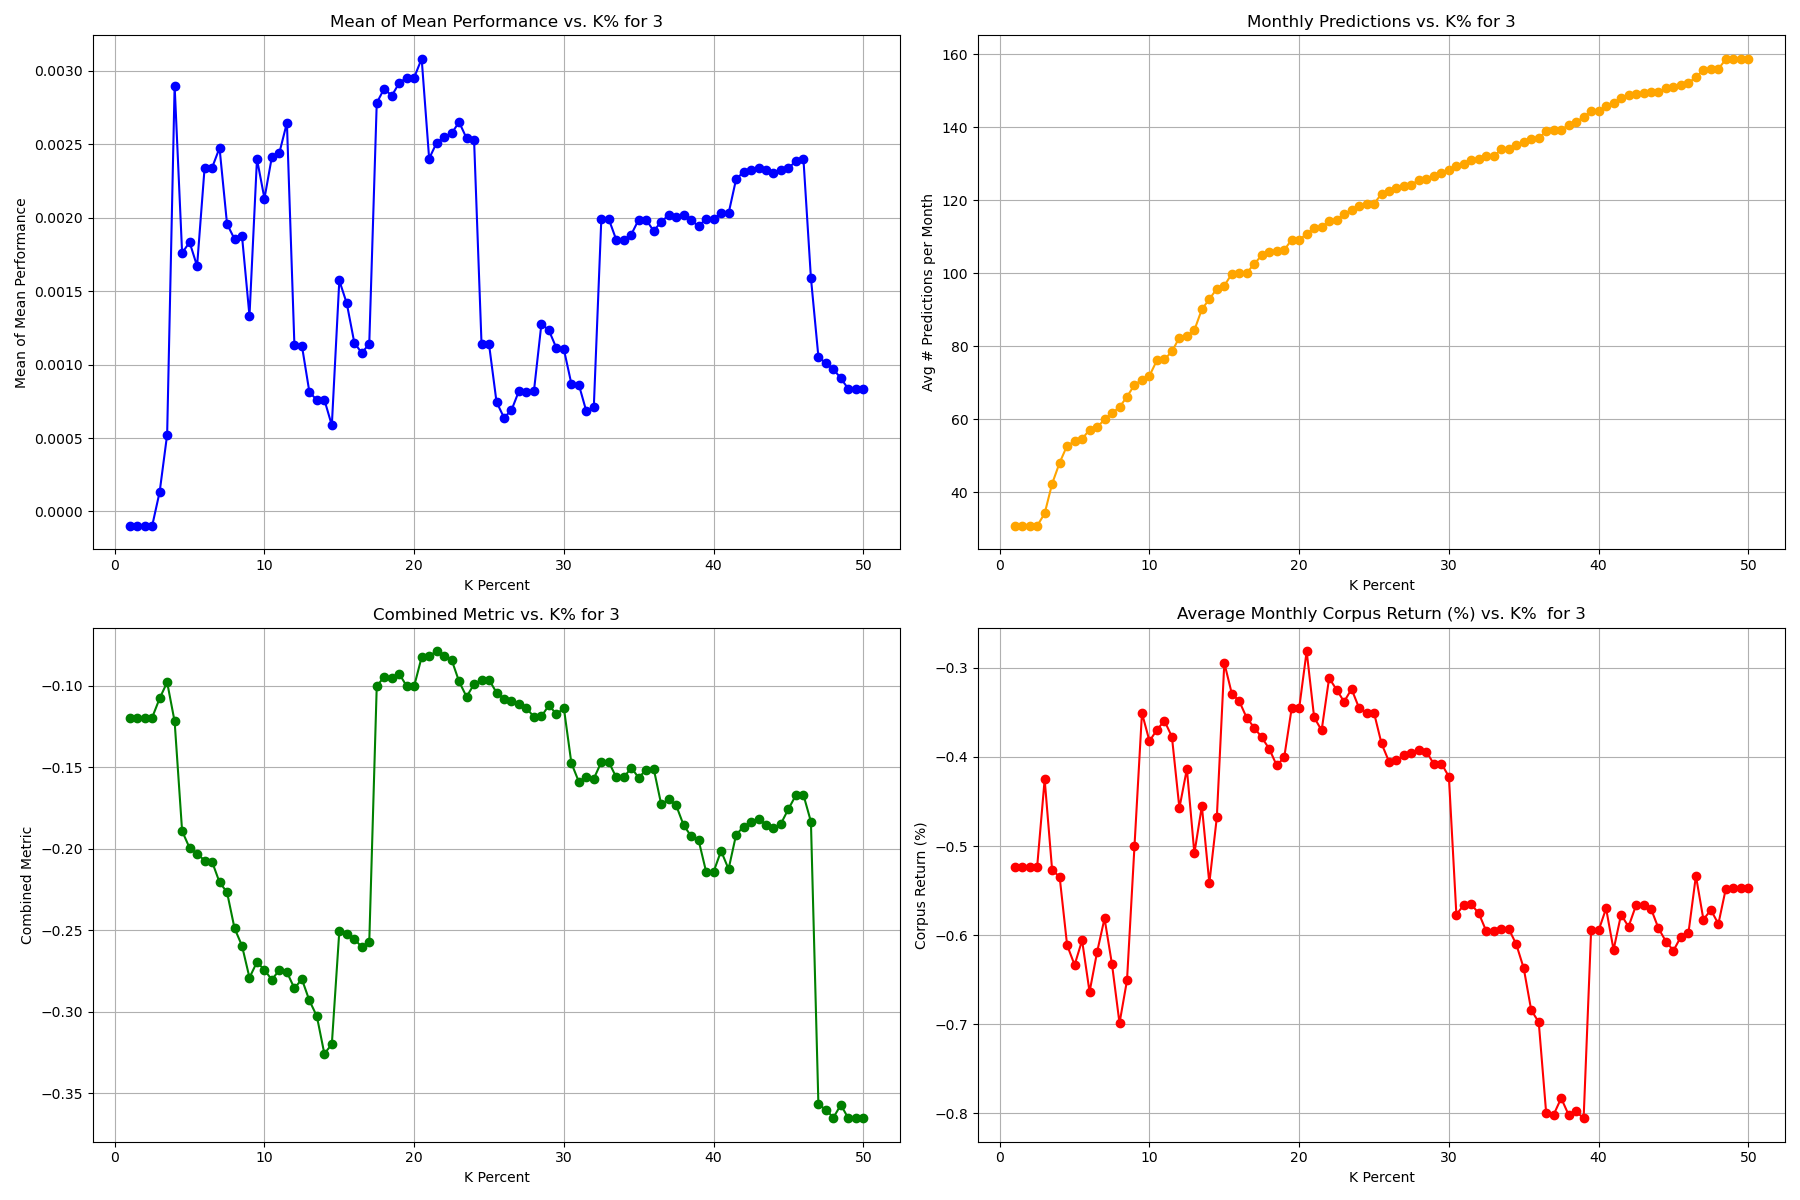 Mean of Mean Performance vs. K% for 3
Mean of Mean Performance
0.0030
0.0025
0.0020
0.0015
0.0010
0.0005
0.0000
0 10 20 30 40 50
K Percent
Monthly Predictions vs. K% for 3
Avg # Predictions per Month
160
140
120
100
80
60
40
0 10 20 30 40 50
K Percent
Combined Metric vs. K% for 3
Combined Metric
−0.10
−0.15
−0.20
−0.25
−0.30
−0.35
0 10 20 30 40 50
K Percent
Average Monthly Corpus Return (%) vs. K%  for 3
Corpus Return (%)
−0.3
−0.4
−0.5
−0.6
−0.7
−0.8
0 10 20 30 40 50
K Percent